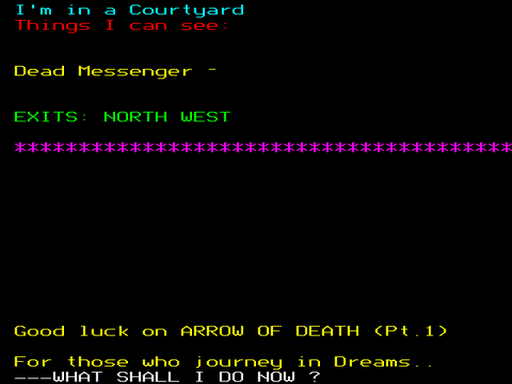 I'm in a Courtyard
Things I can see:
Dead Messenger -
EXITS: NORTH WEST
***************************************
Good luck on ARROW OF DEATH (Pt.1)
For those who journey in Dreams..
---WHAT SHALL I DO NOW ?